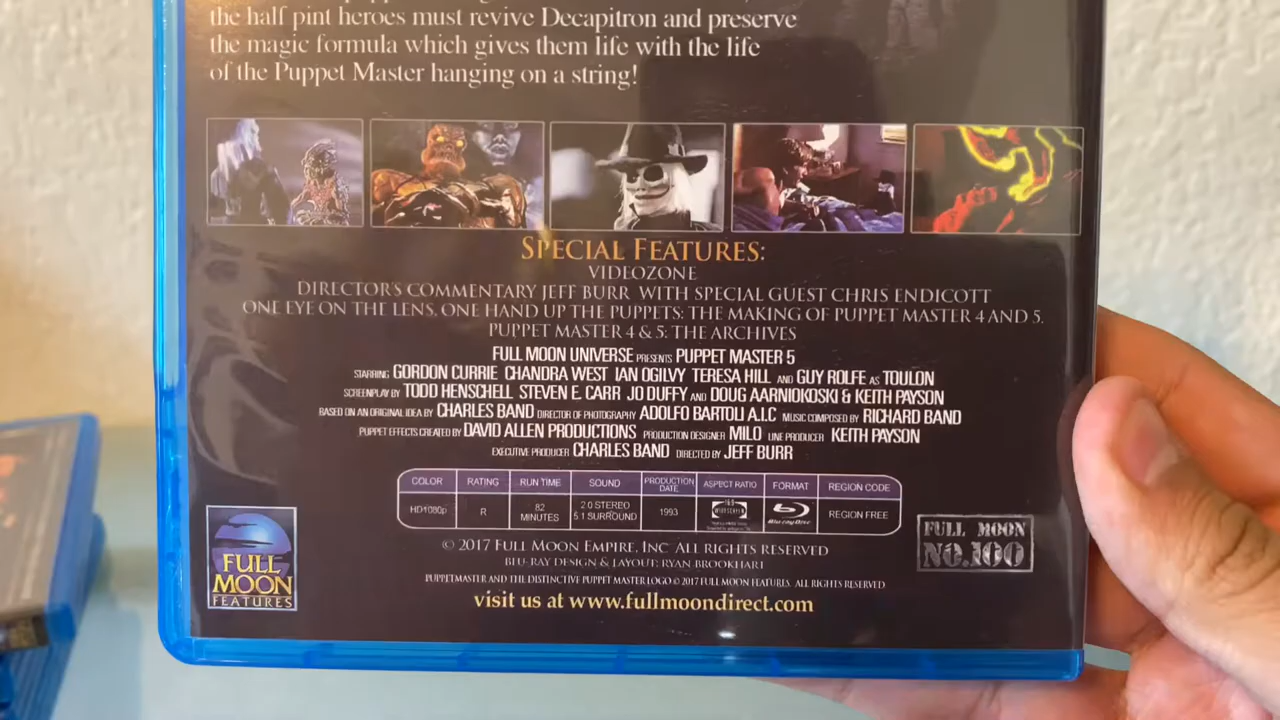 the half pint heroes must revive Decapitron and preserve
the magic formula which gives them life with the life
of the Puppet Master hanging on a string!
SPECIAL FEATURES:
VIDEOZONE
DIRECTOR'S COMMENTARY JEFF BURR WITH SPECIAL GUEST CHRIS ENDICOTT
ONE EYE ON THE LENS, ONE HAND UP THE PUPPETS: THE MAKING OF PUPPET MASTER 4 AND 5.
PUPPET MASTER 4 & 5: THE ARCHIVES
FULL MOON UNIVERSE PRESENTS PUPPET MASTER 5
STARRING GORDON CURRIE CHANDRA WEST IAN OGILVY TERESA HILL AND GUY ROLFE AS TOULON
SCREENPLAY BY TODD HENSCHELL STEVEN E. CARR JO DUFFY AND DOUG AARNIOKOSKI & KEITH PAYSON
BASED ON AN ORIGINAL IDEA BY CHARLES BAND DIRECTOR OF PHOTOGRAPHY ADOLFO BARTOLI A.I.C MUSIC COMPOSED BY RICHARD BAND
PUPPET EFFECTS CREATED BY DAVID ALLEN PRODUCTIONS PRODUCTION DESIGNER MILO LINE PRODUCER KEITH PAYSON
EXECUTIVE PRODUCER CHARLES BAND DIRECTED BY JEFF BURR
COLOR RATING RUN TIME SOUND PRODUCTION DATE ASPECT RATIO FORMAT REGION CODE
HD1080p R 82 MINUTES 2.0 STEREO 5.1 SURROUND 1993 16:9 WIDESCREEN Blu-ray Disc REGION FREE
FULL MOON FEATURES
FULL MOON
NO.100
© 2017 FULL MOON EMPIRE, INC ALL RIGHTS RESERVED
BLU-RAY DESIGN & LAYOUT: RYAN BROOKHART
PUPPETMASTER AND THE DISTINCTIVE PUPPET MASTER LOGO © 2017 FULL MOON FEATURES. ALL RIGHTS RESERVED
visit us at www.fullmoondirect.com